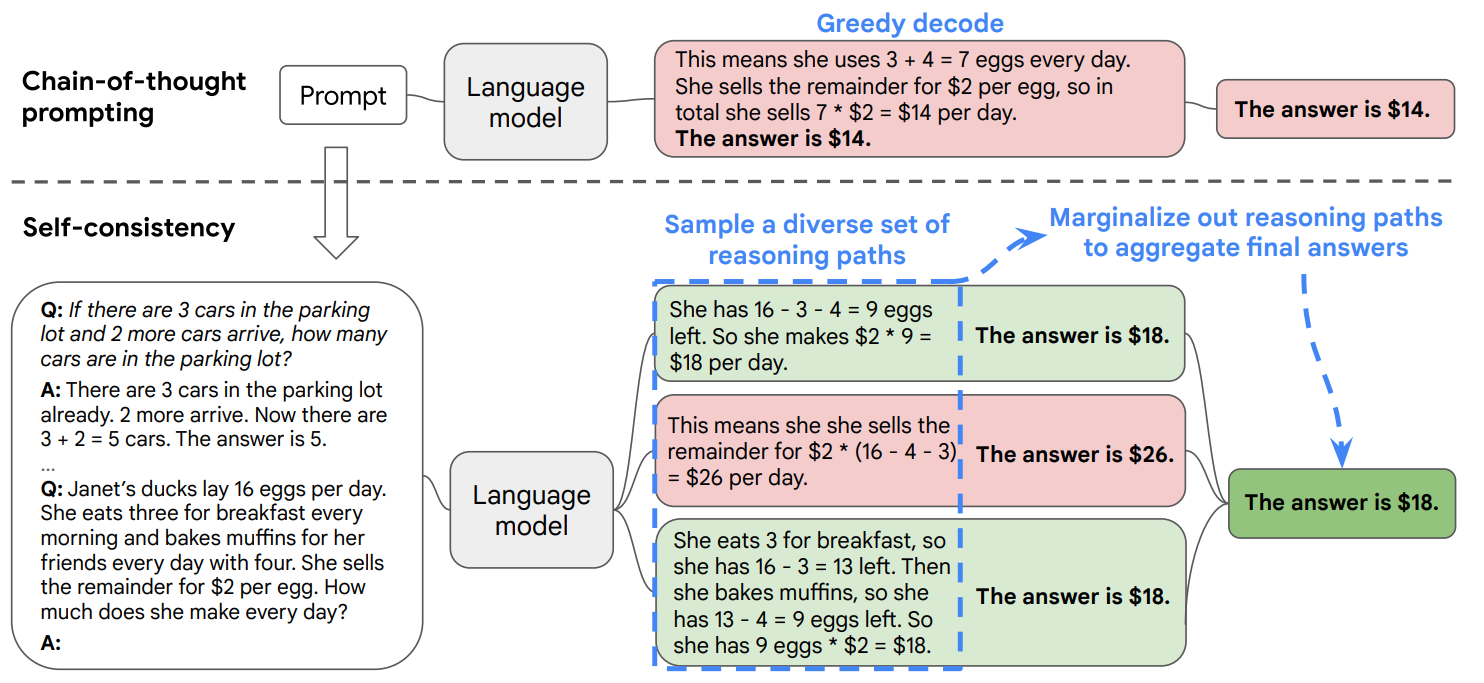 Greedy decode
Chain-of-thought
prompting
Prompt
Language
model
This means she uses 3 + 4 = 7 eggs every day.
She sells the remainder for $2 per egg, so in
total she sells 7 * $2 = $14 per day.
The answer is $14.
The answer is $14.
Self-consistency
Sample a diverse set of
reasoning paths
Marginalize out reasoning paths
to aggregate final answers
Q: If there are 3 cars in the parking
lot and 2 more cars arrive, how many
cars are in the parking lot?
A: There are 3 cars in the parking lot
already. 2 more arrive. Now there are
3 + 2 = 5 cars. The answer is 5.
...
Q: Janet's ducks lay 16 eggs per day.
She eats three for breakfast every
morning and bakes muffins for her
friends every day with four. She sells
the remainder for $2 per egg. How
much does she make every day?
A:
Language
model
She has 16 - 3 - 4 = 9 eggs
left. So she makes $2 * 9 =
$18 per day.
The answer is $18.
This means she she sells the
remainder for $2 * (16 - 4 - 3)
= $26 per day.
The answer is $26.
She eats 3 for breakfast, so
she has 16 - 3 = 13 left. Then
she bakes muffins, so she
has 13 - 4 = 9 eggs left. So
she has 9 eggs * $2 = $18.
The answer is $18.
The answer is $18.